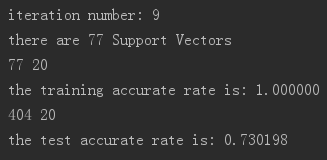 iteration number: 9
there are 77 Support Vectors
77 20
the training accurate rate is: 1.000000
404 20
the test accurate rate is: 0.730198